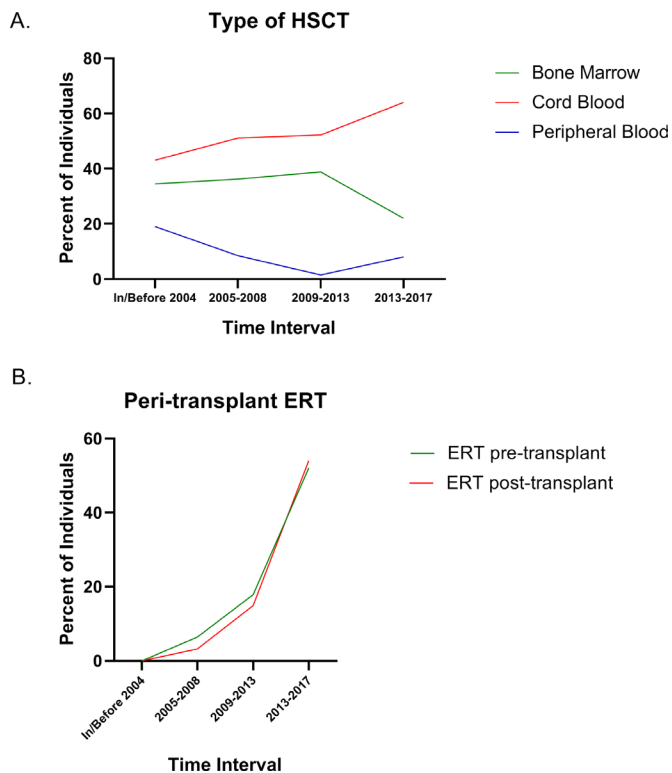 A.
Type of HSCT
80
60
40
20
0
Percent of Individuals
In/Before 2004 2005-2008 2009-2013 2013-2017
Time Interval
Bone Marrow
Cord Blood
Peripheral Blood
B.
Peri-transplant ERT
60
40
20
0
Percent of Individuals
In/Before 2004
2005-2008
2009-2013
2013-2017
Time Interval
ERT pre-transplant
ERT post-transplant